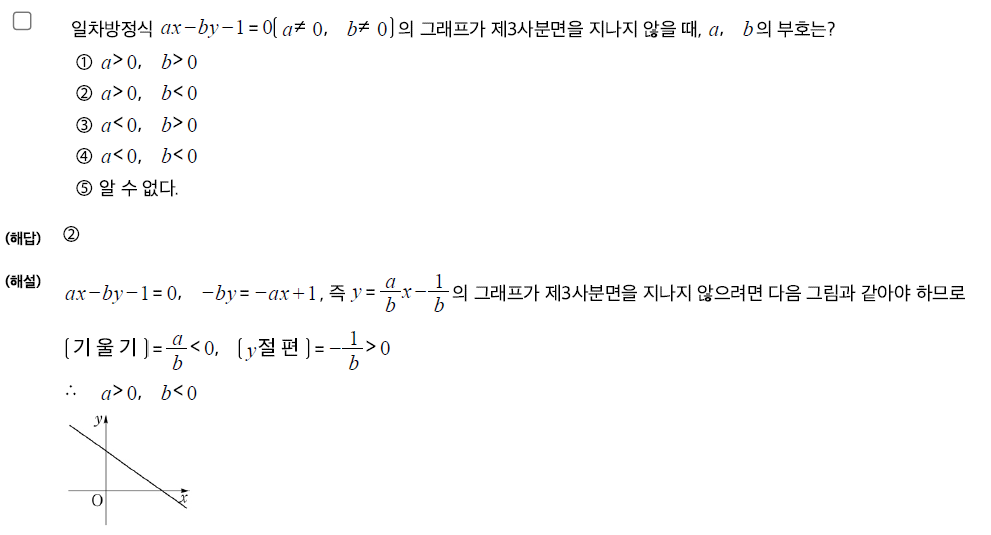 일차방정식 ax-by-1=0(a≠0, b≠0)의 그래프가 제3사분면을 지나지 않을 때, a, b의 부호는?
① a>0, b>0
② a>0, b<0
③ a<0, b>0
④ a<0, b<0
⑤ 알 수 없다.
(해답) ②
(해설) ax-by-1=0, -by=-ax+1, 즉 y=a/b x-1/b의 그래프가 제3사분면을 지나지 않으려면 다음 그림과 같아야 하므로
(기울기)=a/b<0, (y절편)=-1/b>0
∴ a>0, b<0
y
O x